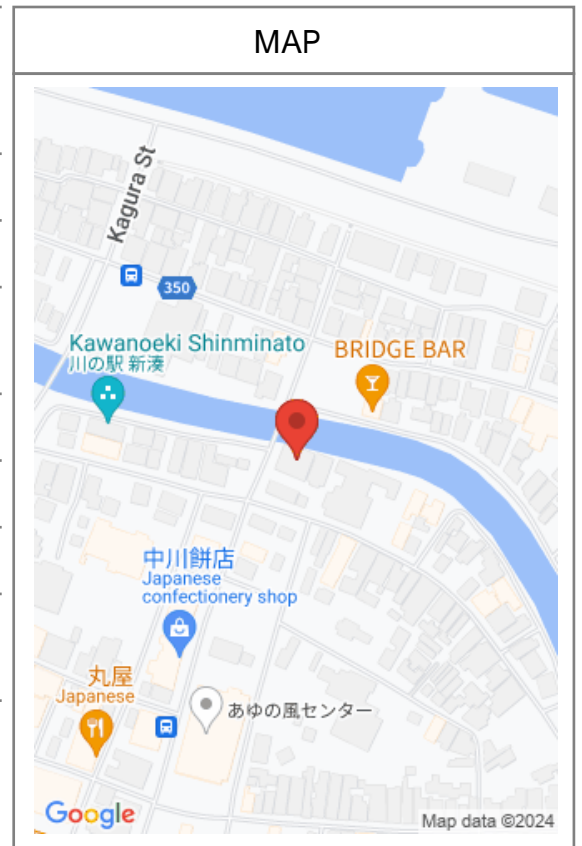 MAP
Kagura St
350
Kawanoeki Shinminato
川の駅 新湊
BRIDGE BAR
中川餅店
Japanese
confectionery shop
丸屋
Japanese
あゆの風センター
Google
Map data ©2024